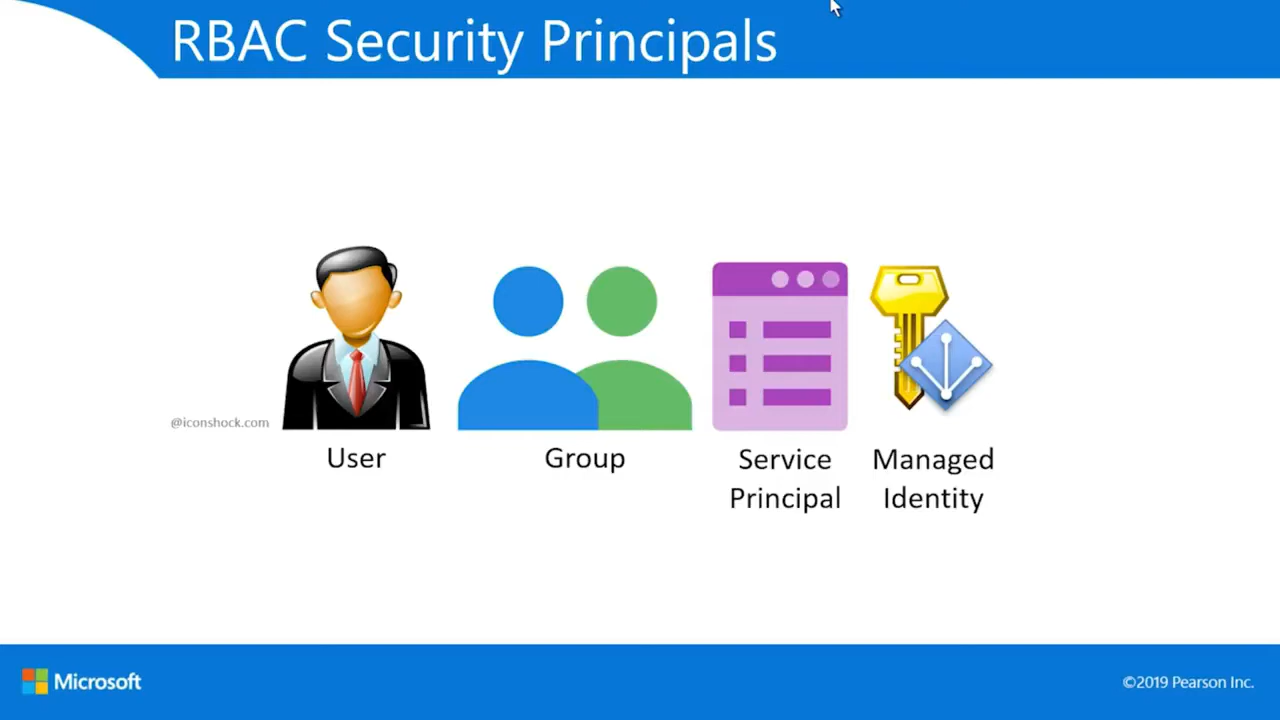 RBAC Security Principals
@iconshock.com
User
Group
Service
Principal
Managed
Identity
Microsoft
©2019 Pearson Inc.